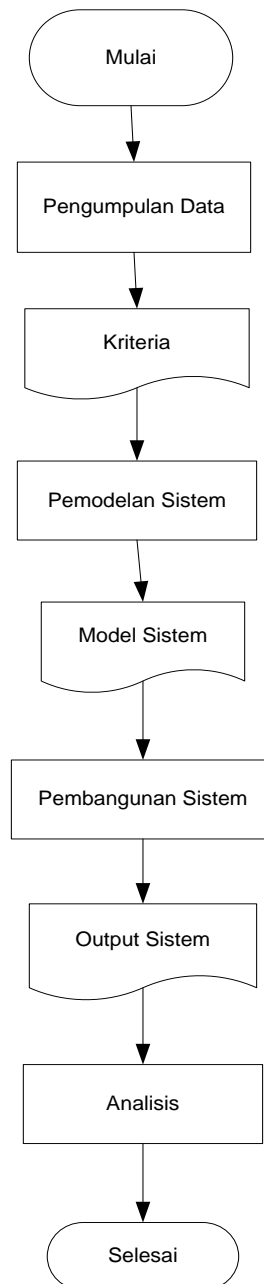 Mulai
Pengumpulan Data
Kriteria
Pemodelan Sistem
Model Sistem
Pembangunan Sistem
Output Sistem
Analisis
Selesai